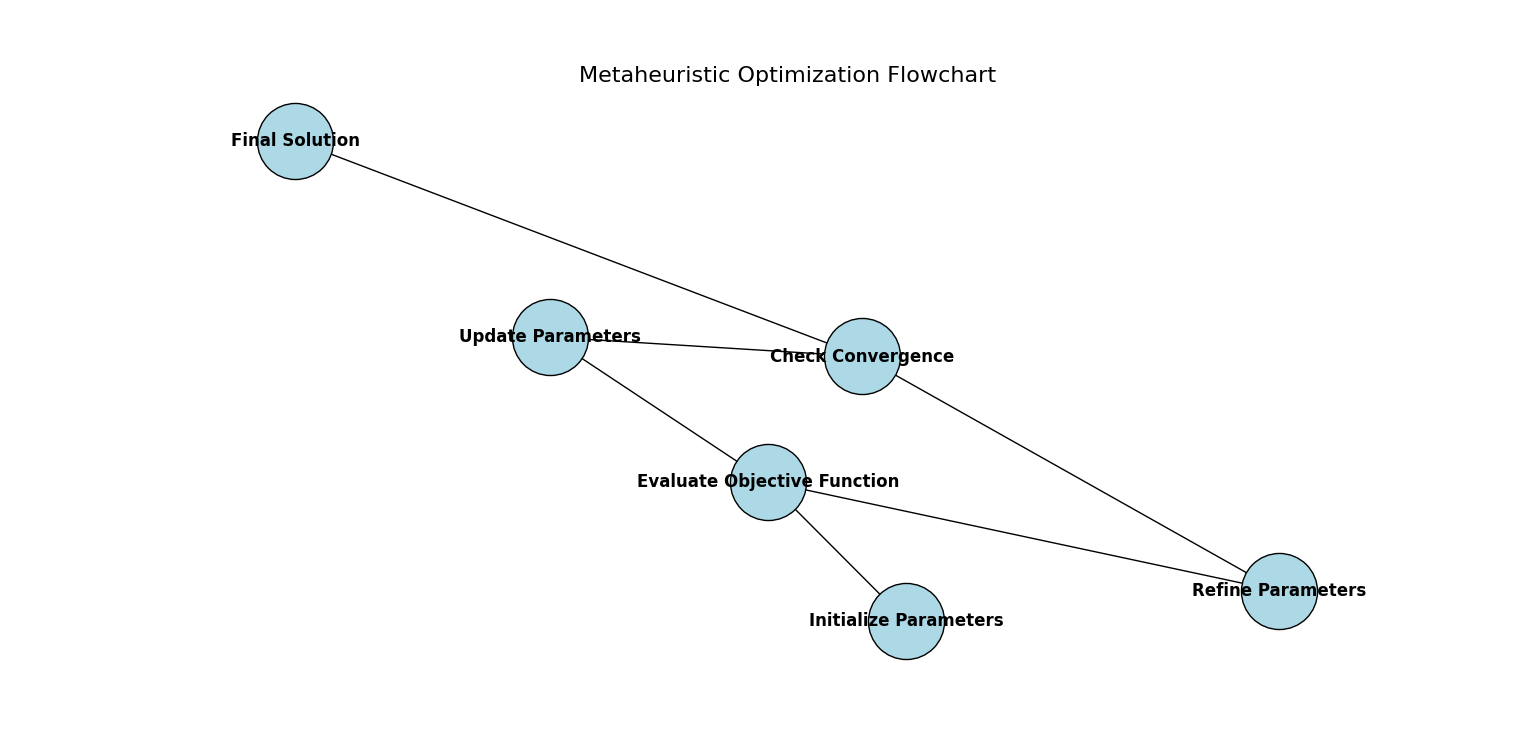 Metaheuristic Optimization Flowchart
Final Solution
Update Parameters
Check Convergence
Evaluate Objective Function
Refine Parameters
Initialize Parameters